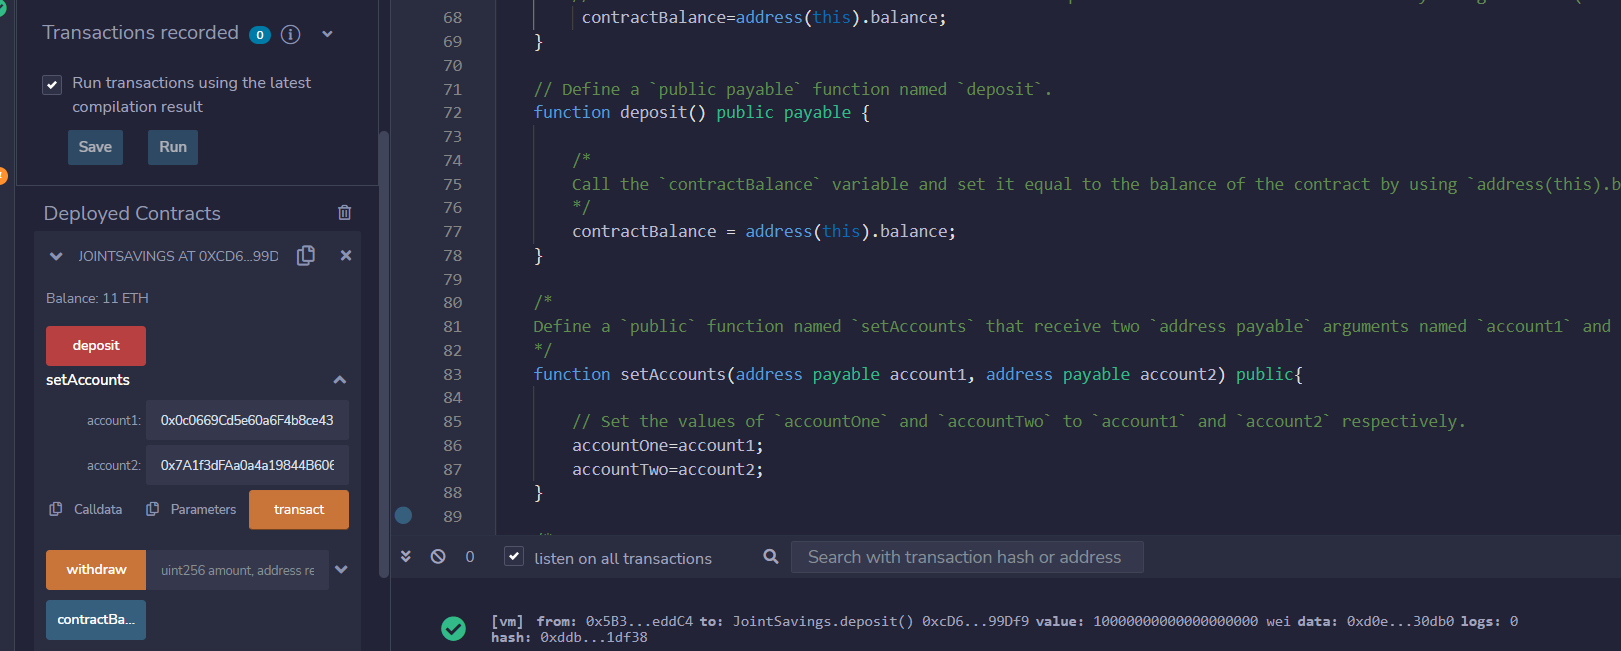 Transactions recorded 0 i
Run transactions using the latest
compilation result
Save Run
Deployed Contracts
JOINTSAVINGS AT 0XCD6...99D
Balance: 11 ETH
deposit
setAccounts
account1: 0x0c0669Cd5e60a6F4b8ce43
account2: 0x7A1f3dFAa0a4a19844B606
Calldata Parameters transact
withdraw uint256 amount, address re
contractBa...
68 contractBalance=address(this).balance;
69 }
70
71 // Define a `public payable` function named `deposit`.
72 function deposit() public payable {
73
74 /*
75 Call the `contractBalance` variable and set it equal to the balance of the contract by using `address(this).b
76 */
77 contractBalance = address(this).balance;
78 }
79
80 /*
81 Define a `public` function named `setAccounts` that receive two `address payable` arguments named `account1` and
82 */
83 function setAccounts(address payable account1, address payable account2) public{
84
85 // Set the values of `accountOne` and `accountTwo` to `account1` and `account2` respectively.
86 accountOne=account1;
87 accountTwo=account2;
88 }
89
0 listen on all transactions Search with transaction hash or address
[vm] from: 0x5B3...eddC4 to: JointSavings.deposit() 0xcD6...99Df9 value: 10000000000000000000 wei data: 0xd0e...30db0 logs: 0
hash: 0xddb...1df38